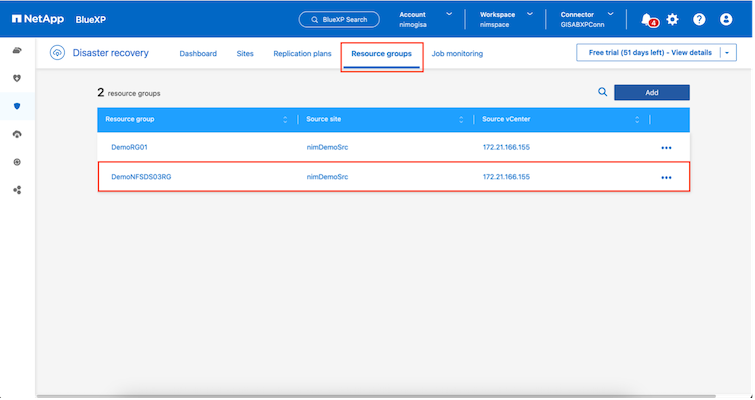 NetApp BlueXP BlueXP Search Account nimogisa Workspace nimspace Connector GISABXPConn 4
Disaster recovery Dashboard Sites Replication plans Resource groups Job monitoring Free trial (51 days left) - View details
2 resource groups Add
Resource group Source site Source vCenter
DemoRG01 nimDemoSrc 172.21.166.155
DemoNFSDS03RG nimDemoSrc 172.21.166.155